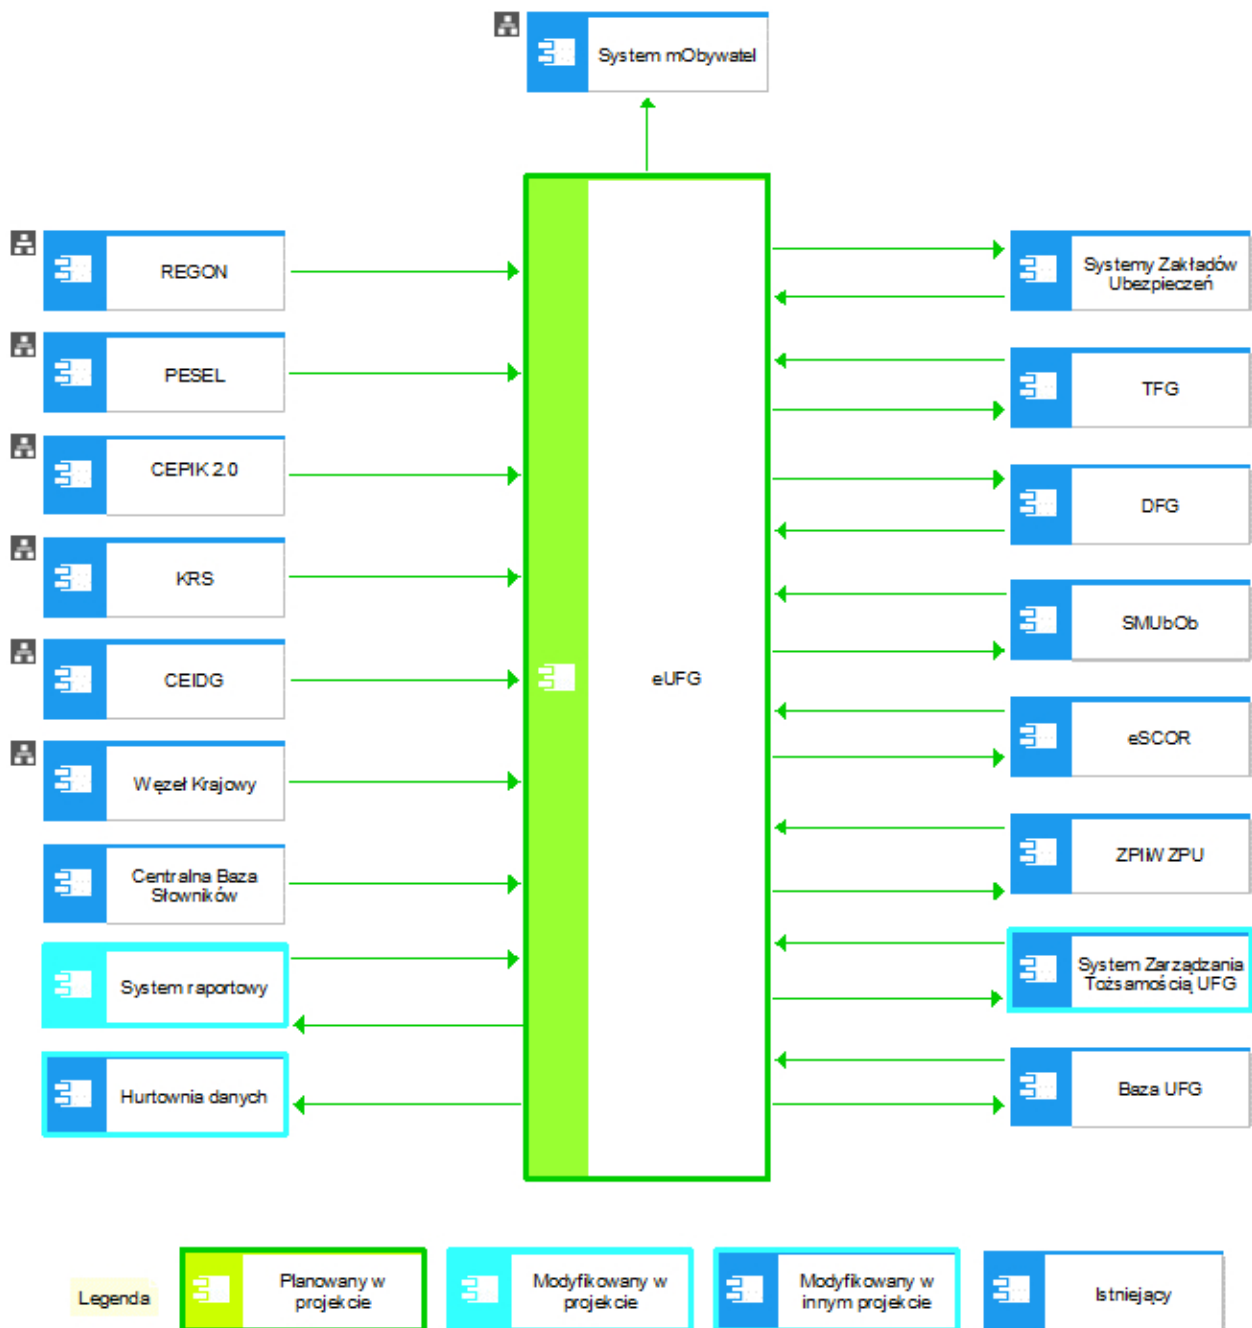 System mObywatel
REGON
PESEL
CEPIK 2.0
KRS
CEIDG
Węzeł Krajowy
Centralna Baza
Słowników
System raportowy
Hurtownia danych
eUFG
Systemy Zakładów
Ubezpieczeń
TFG
DFG
SMUbOb
eSCOR
ZPIiW ZPU
System Zarządzania
Tożsamością UFG
Baza UFG
Legenda
Planowany w
projekcie
Modyfikowany w
projekcie
Modyfikowany w
innym projekcie
Istniejący